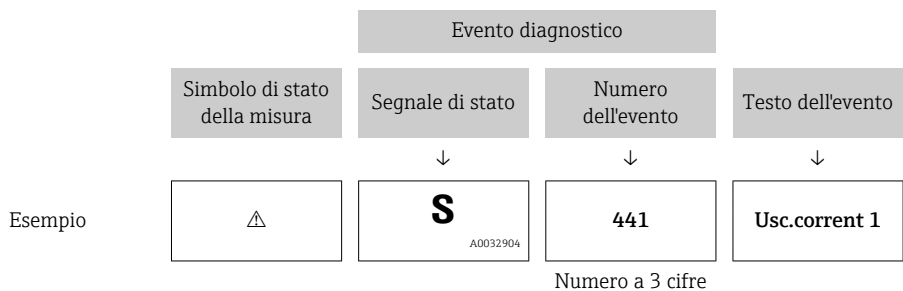 Evento diagnostico
Simbolo di stato
della misura
Segnale di stato
Numero
dell'evento
Testo dell'evento
↓ ↓ ↓
Esempio
⚠
S
A0032904
441
Usc.corrent 1
Numero a 3 cifre